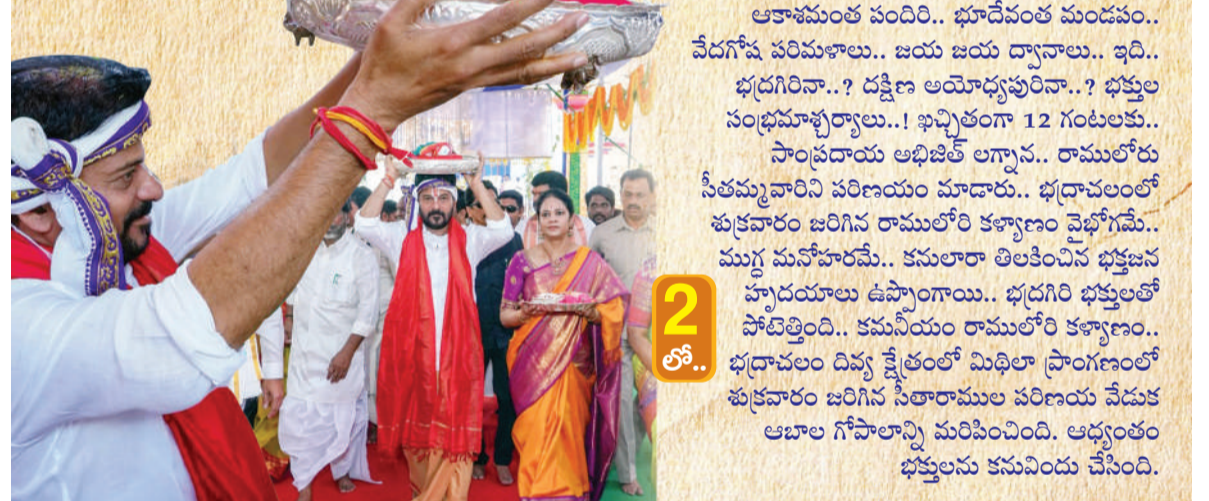 ఆకాశమంత పందిరి.. భూదేవంత మండపం..
వేదగోష పరిమళాలు.. జయ జయ ద్వానాలు.. ఇది..
భద్రగిరినా..? దక్షిణ అయోధ్యపురినా..? భక్తుల
సంభ్రమాశ్చర్యాలు..! ఖచ్చితంగా 12 గంటలకు..
సాంప్రదాయ అభిజిత్ లగ్నాన.. రాములోరు
సీతమ్మవారిని పరిణయం మాడారు.. భద్రాచలంలో
శుక్రవారం జరిగిన రాములోరి కళ్యాణం వైభోగమే..
ముగ్ధ మనోహరమే.. కనులారా తిలకించిన భక్తజన
హృదయాలు ఉప్పొంగాయి.. భద్రగిరి భక్తులతో
పోటెత్తింది.. కమనీయం రాములోరి కళ్యాణం..
భద్రాచలం దివ్య క్షేత్రంలో మిథిలా ప్రాంగణంలో
శుక్రవారం జరిగిన సీతారాముల పరిణయ వేడుక
ఆబాల గోపాలాన్ని మరిపించింది. ఆధ్యంతం
భక్తులను కనువిందు చేసింది.
2
లో..